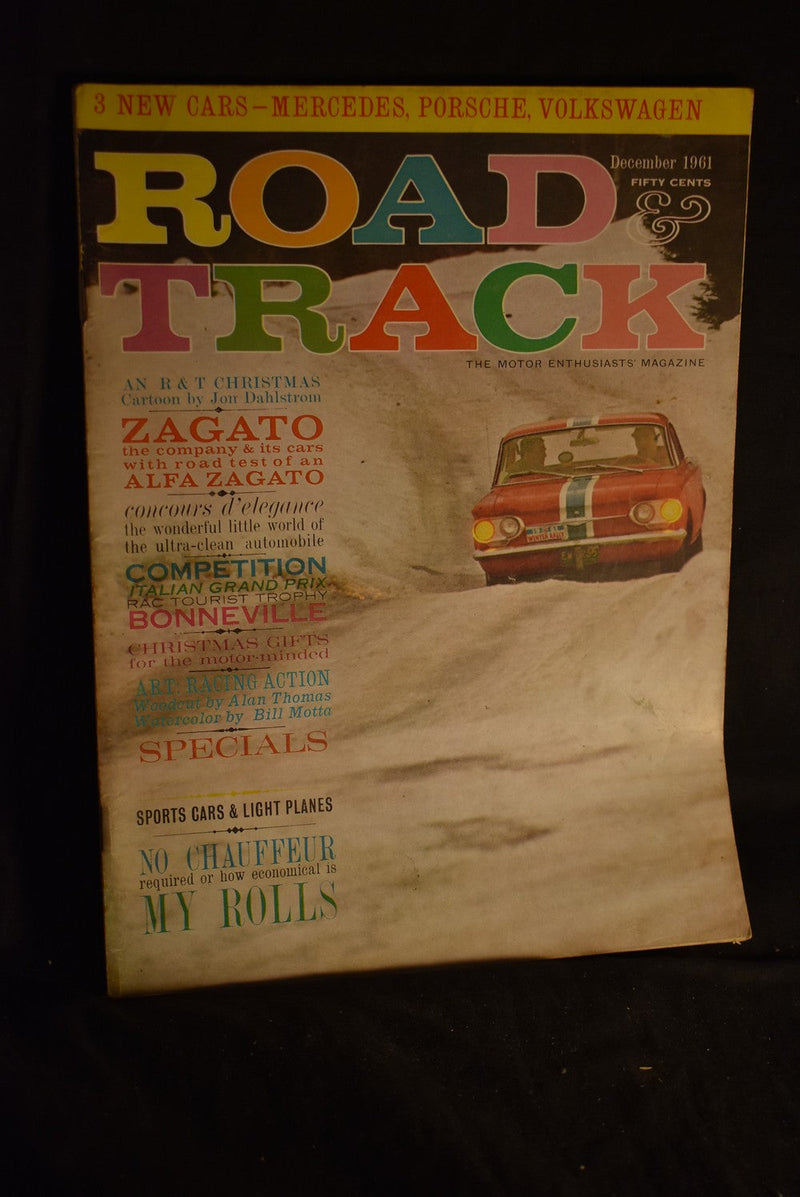 3 NEW CARS – MERCEDES, PORSCHE, VOLKSWAGEN
ROAD &
TRACK
December 1961
FIFTY CENTS
THE MOTOR ENTHUSIASTS' MAGAZINE
AN R & T CHRISTMAS
Cartoon by Jon Dahlstrom
ZAGATO
the company & its cars
with road test of an
ALFA ZAGATO
concours d'elegance
the wonderful little world of
the ultra-clean automobile
COMPETITION
ITALIAN GRAND PRIX
RAC TOURIST TROPHY
BONNEVILLE
CHRISTMAS GIFTS
for the motor-minded
ART: RACING ACTION
Woodcut by Alan Thomas
Watercolor by Bill Motta
SPECIALS
SPORTS CARS & LIGHT PLANES
NO CHAUFFEUR
required or how economical is
MY ROLLS
WINTER RALLY